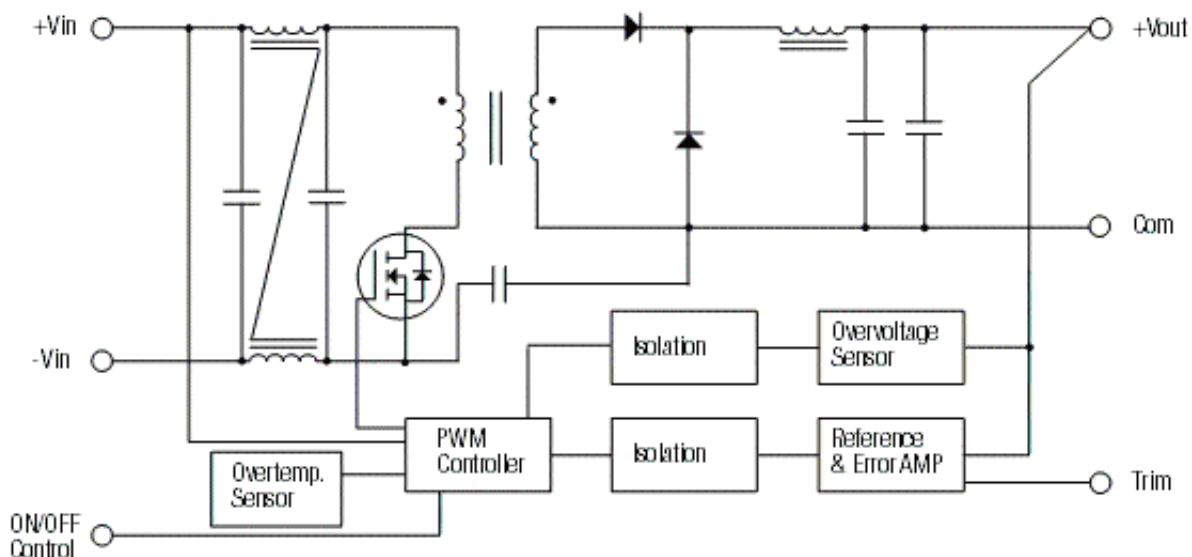 +Vin
+Vout
Com
-Vin
Isolation
Overvoltage
Sensor
PWM
Controller
Isolation
Reference
& Error AMP
Overtemp.
Sensor
Trim
ON/OFF
Control